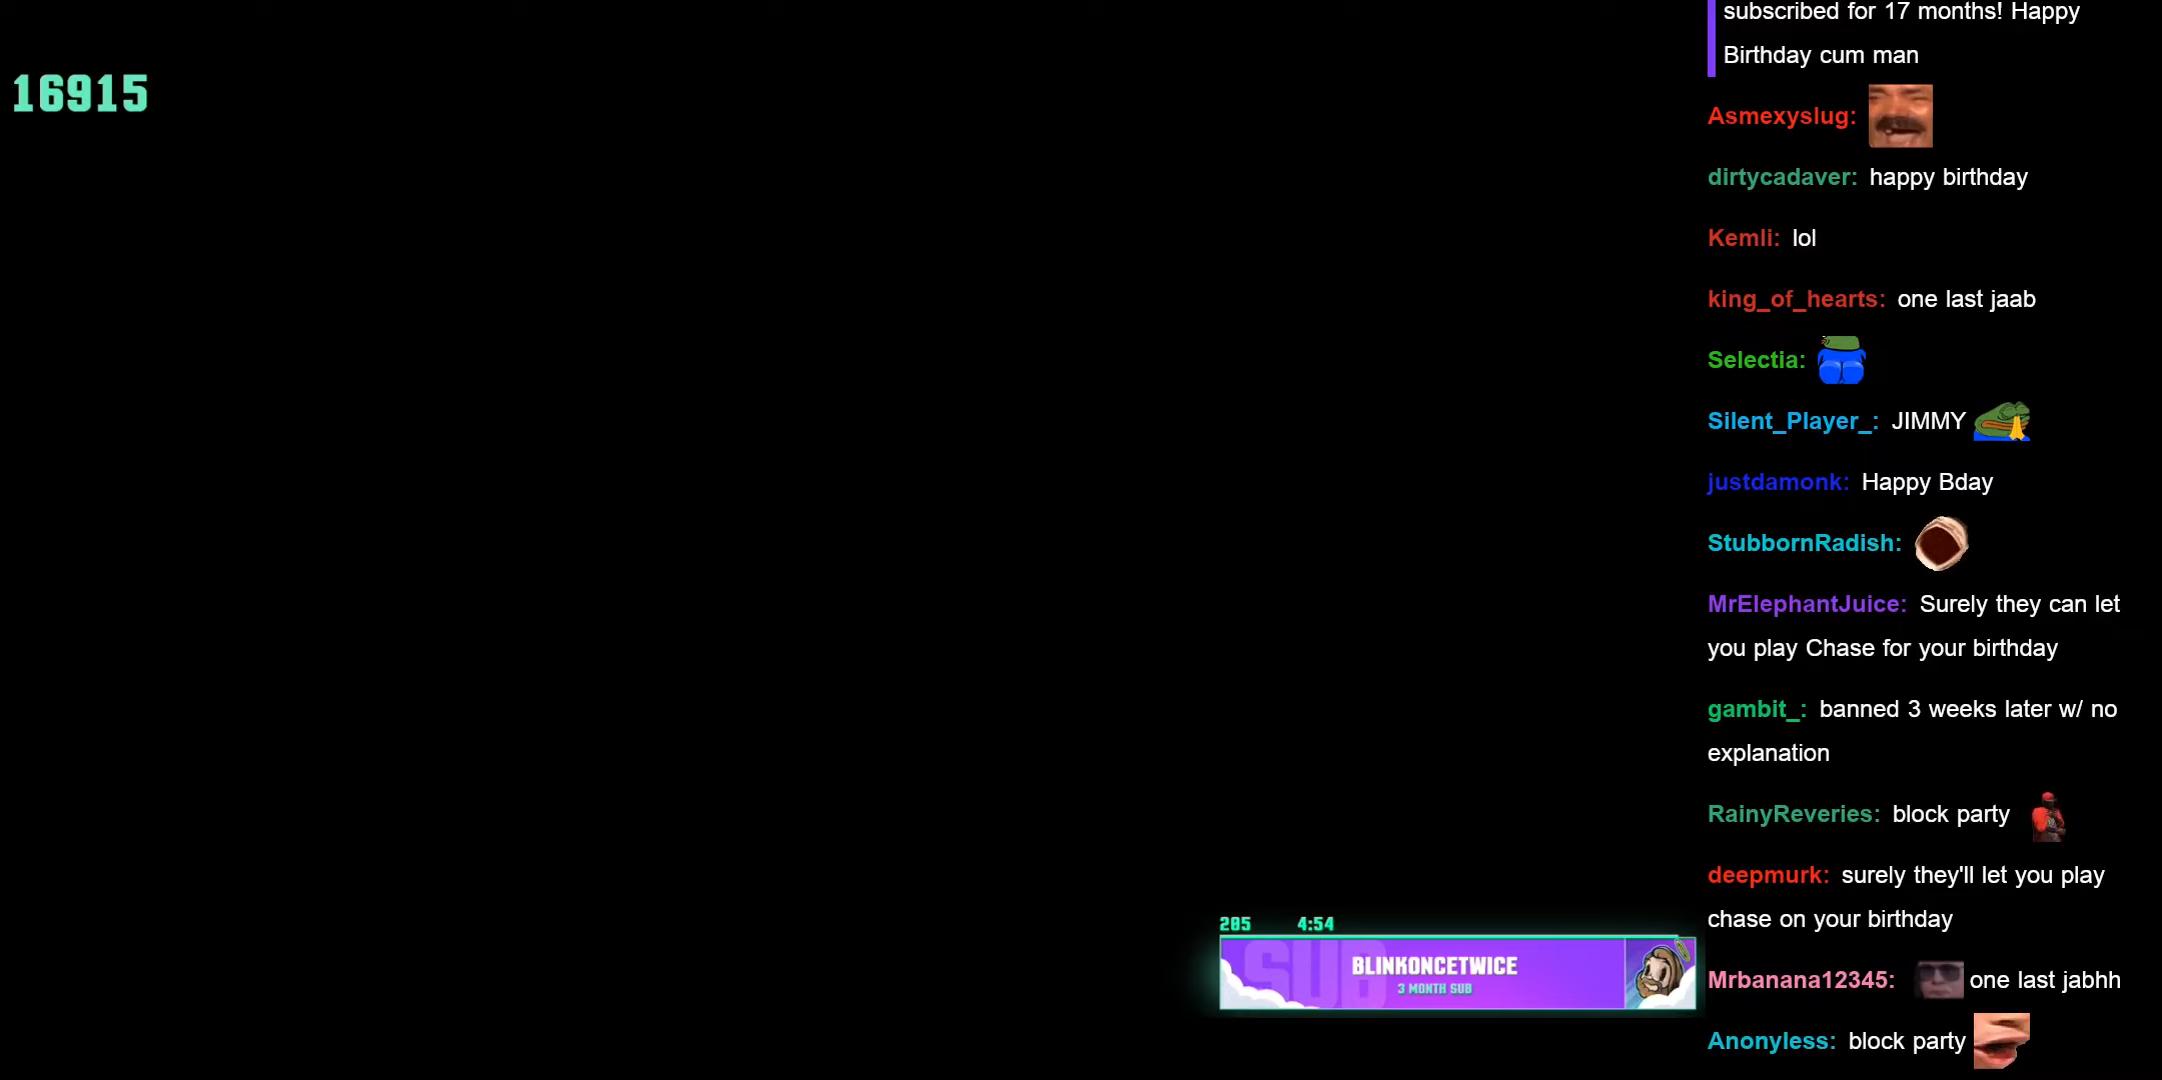 16915
subscribed for 17 months! Happy
Birthday cum man
Asmexyslug:
dirtycadaver: happy birthday
Kemli: lol
king_of_hearts: one last jaab
Selectia:
Silent_Player_: JIMMY
justdamonk: Happy Bday
StubbornRadish:
MrElephantJuice: Surely they can let
you play Chase for your birthday
gambit_: banned 3 weeks later w/ no
explanation
RainyReveries: block party
deepmurk: surely they'll let you play
chase on your birthday
Mrbanana12345: one last jabhh
Anonyless: block party
205 4:54
SUB
BLINKONCETWICE
3 MONTH SUB